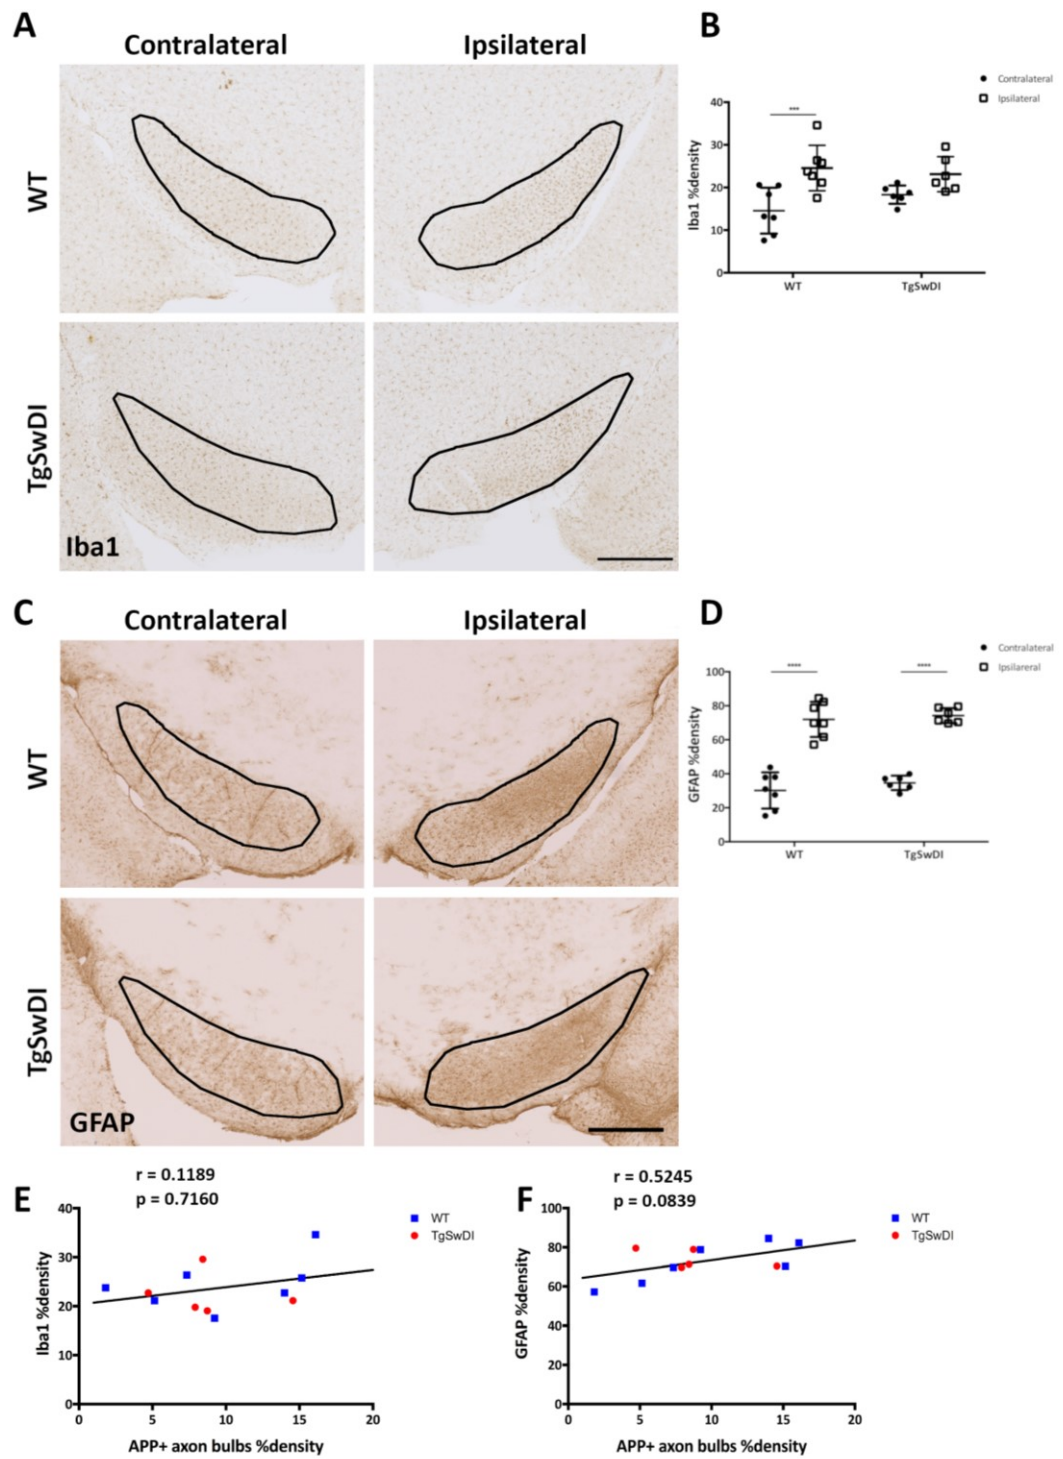 A
Contralateral
Ipsilateral
WT
TgSwDI
Iba1
B
Contralateral
Ipsilateral
Iba1 %density
40
30
20
10
0
***
WT
TgSwDI
C
Contralateral
Ipsilateral
WT
TgSwDI
GFAP
D
Contralateral
Ipsilareral
GFAP %density
100
80
60
40
20
0
****
****
WT
TgSwDI
E
r = 0.1189
p = 0.7160
WT
TgSwDI
Iba1 %density
40
30
20
10
0
0 5 10 15 20
APP+ axon bulbs %density
F
r = 0.5245
p = 0.0839
WT
TgSwDI
GFAP %density
100
80
60
40
20
0
0 5 10 15 20
APP+ axon bulbs %density